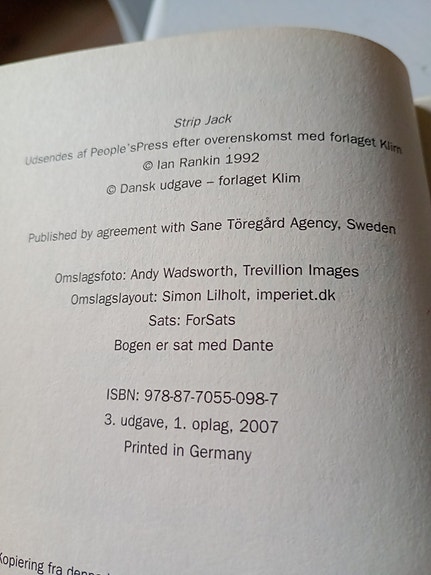 Strip Jack
Udsendes af People'sPress efter overenskomst med forlaget Klim
© Ian Rankin 1992
© Dansk udgave – forlaget Klim
Published by agreement with Sane Töregård Agency, Sweden
Omslagsfoto: Andy Wadsworth, Trevillion Images
Omslagslayout: Simon Lilholt, imperiet.dk
Sats: ForSats
Bogen er sat med Dante
ISBN: 978-87-7055-098-7
3. udgave, 1. oplag, 2007
Printed in Germany
Kopiering fra denne